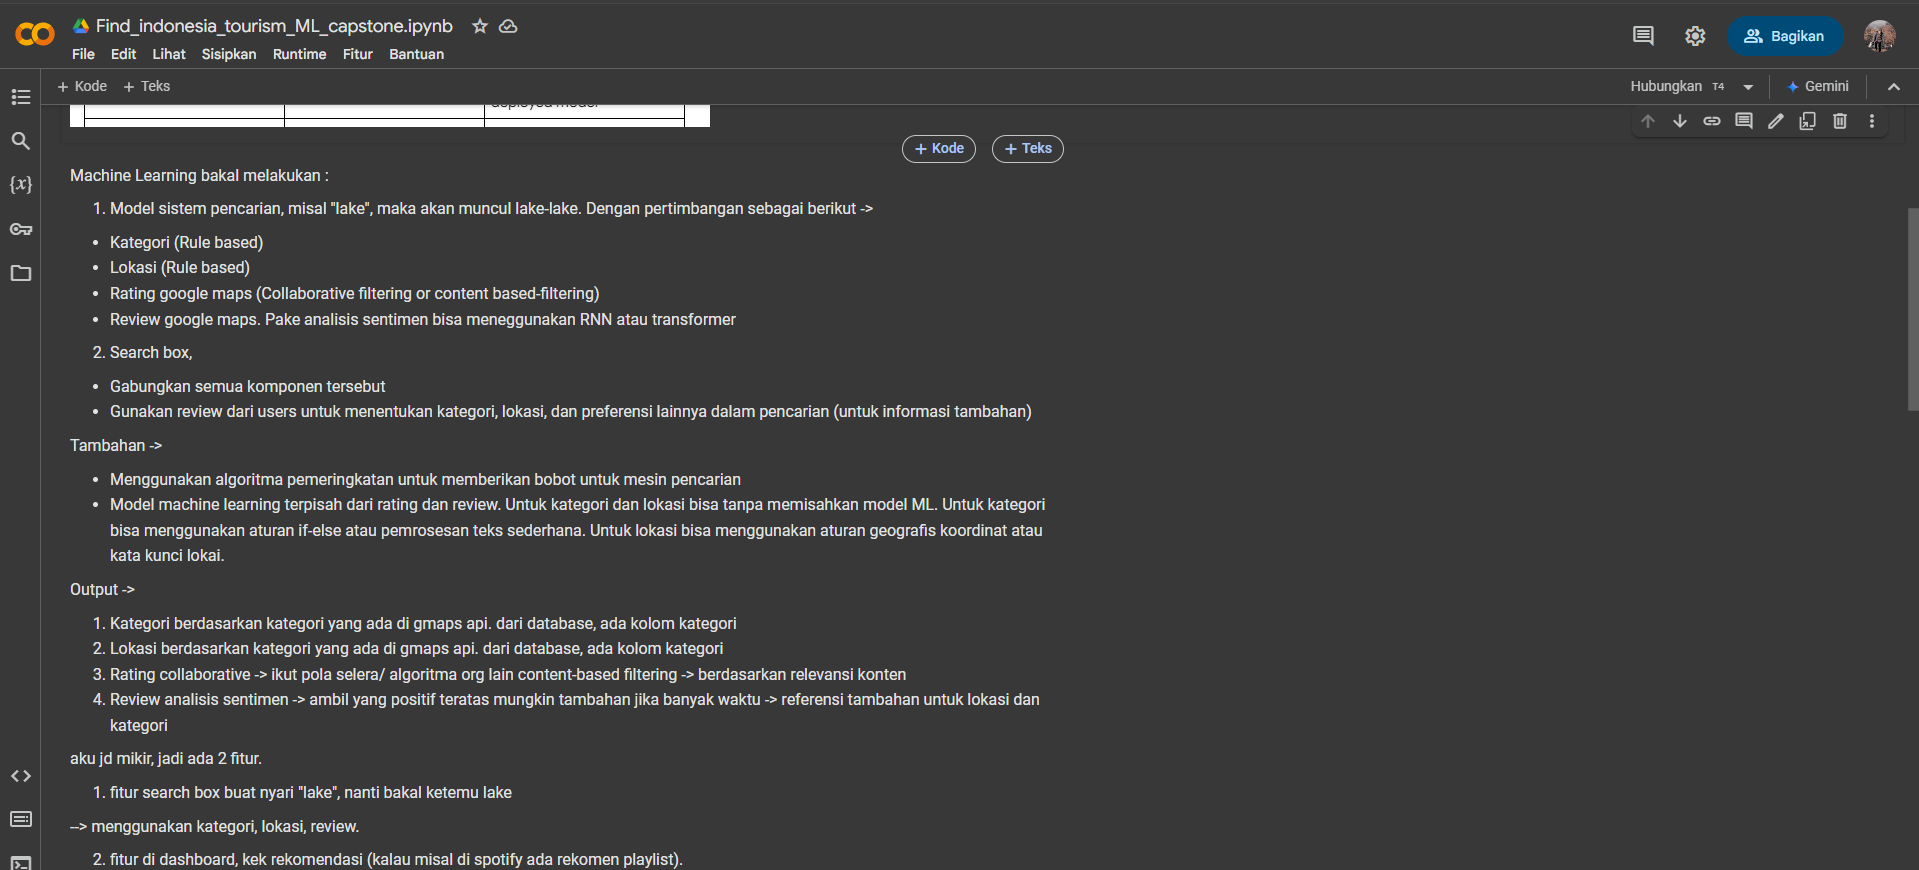 Find_indonesia_tourism_ML_capstone.ipynb
File Edit Lihat Sisipkan Runtime Fitur Bantuan
Bagikan
+ Kode + Teks
Hubungkan T4
Gemini
deployed model
+ Kode + Teks
Machine Learning bakal melakukan :
1. Model sistem pencarian, misal "lake", maka akan muncul lake-lake. Dengan pertimbangan sebagai berikut ->
• Kategori (Rule based)
• Lokasi (Rule based)
• Rating google maps (Collaborative filtering or content based-filtering)
• Review google maps. Pake analisis sentimen bisa meneggunakan RNN atau transformer
2. Search box,
• Gabungkan semua komponen tersebut
• Gunakan review dari users untuk menentukan kategori, lokasi, dan preferensi lainnya dalam pencarian (untuk informasi tambahan)
Tambahan ->
• Menggunakan algoritma pemeringkatan untuk memberikan bobot untuk mesin pencarian
• Model machine learning terpisah dari rating dan review. Untuk kategori dan lokasi bisa tanpa memisahkan model ML. Untuk kategori
bisa menggunakan aturan if-else atau pemrosesan teks sederhana. Untuk lokasi bisa menggunakan aturan geografis koordinat atau
kata kunci lokai.
Output ->
1. Kategori berdasarkan kategori yang ada di gmaps api. dari database, ada kolom kategori
2. Lokasi berdasarkan kategori yang ada di gmaps api. dari database, ada kolom kategori
3. Rating collaborative -> ikut pola selera/ algoritma org lain content-based filtering -> berdasarkan relevansi konten
4. Review analisis sentimen -> ambil yang positif teratas mungkin tambahan jika banyak waktu -> referensi tambahan untuk lokasi dan
kategori
aku jd mikir, jadi ada 2 fitur.
1. fitur search box buat nyari "lake", nanti bakal ketemu lake
--> menggunakan kategori, lokasi, review.
2. fitur di dashboard, kek rekomendasi (kalau misal di spotify ada rekomen playlist).